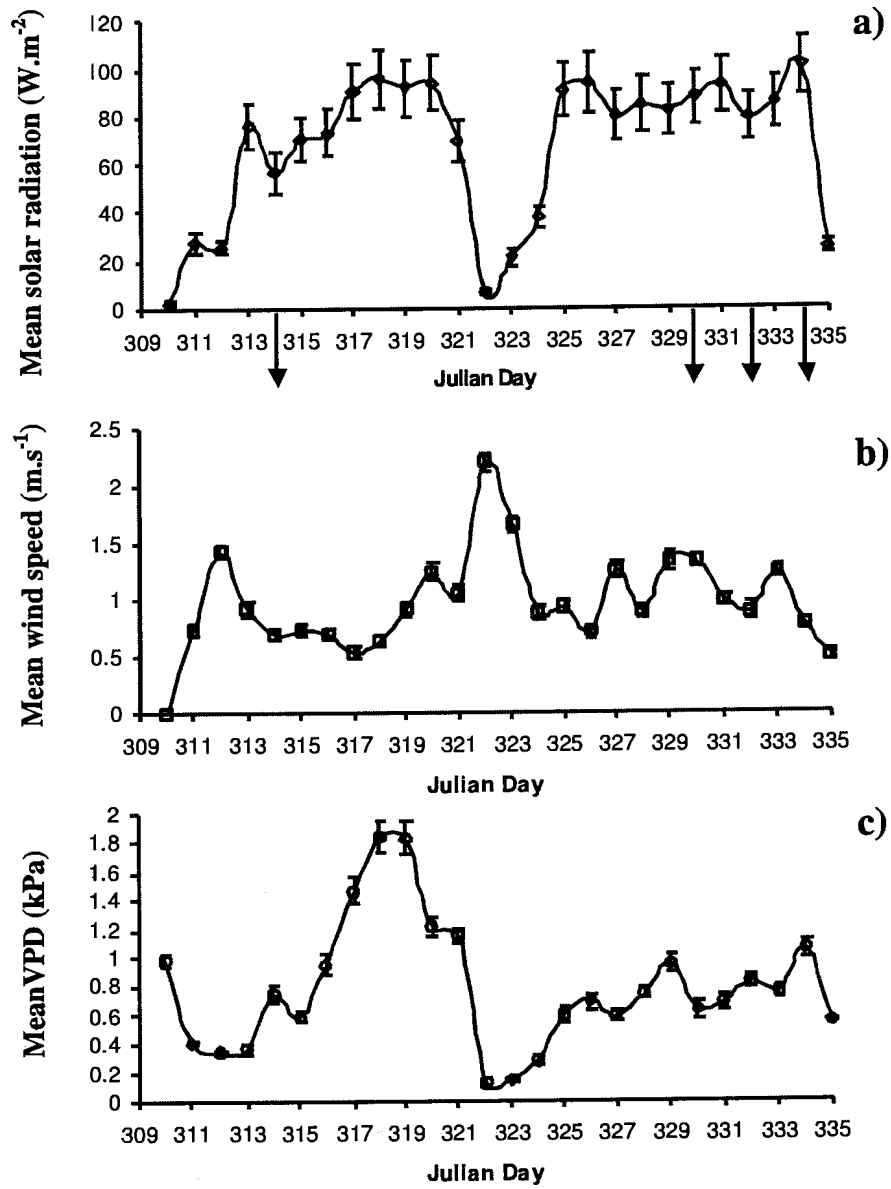 a)
Mean solar radiation (W.m-2)
120
100
80
60
40
20
0
309 311 313 315 317 319 321 323 325 327 329 331 333 335
Julian Day
b)
Mean wind speed (m.s-1)
2.5
2
1.5
1
0.5
0
309 311 313 315 317 319 321 323 325 327 329 331 333 335
Julian Day
c)
MeanVPD (kPa)
2
1.8
1.6
1.4
1.2
1
0.8
0.6
0.4
0.2
0
309 311 313 315 317 319 321 323 325 327 329 331 333 335
Julian Day